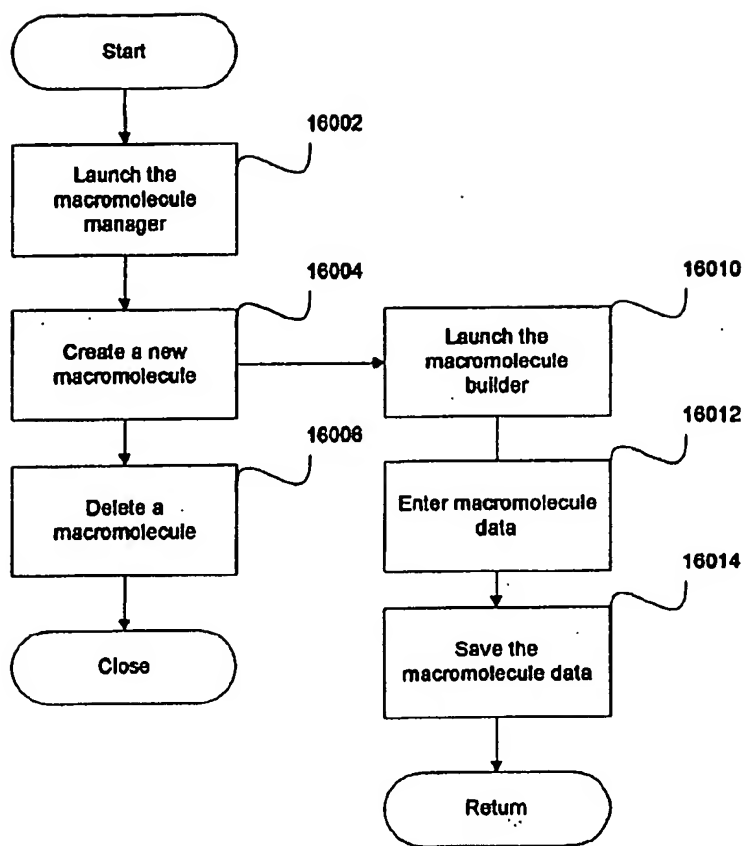 Start
16002
Launch the
macromolecule
manager
16004
Create a new
macromolecule
16006
Delete a
macromolecule
Close
16010
Launch the
macromolecule
builder
16012
Enter macromolecule
data
16014
Save the
macromolecule data
Return